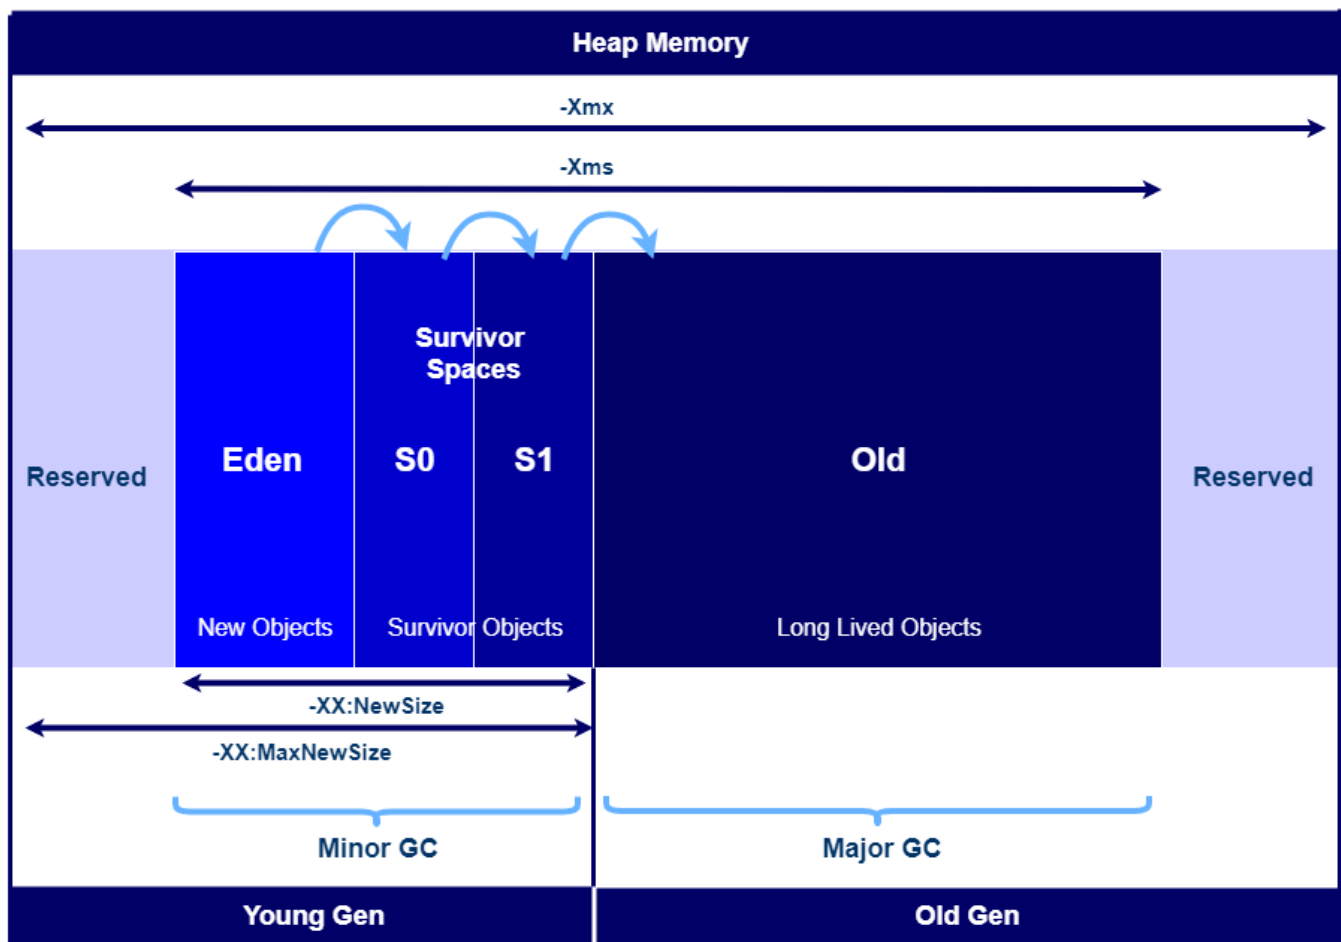 Heap Memory
-Xmx
-Xms
Survivor
Spaces
Reserved
Eden
S0
S1
Old
Reserved
New Objects
Survivor Objects
Long Lived Objects
-XX:NewSize
-XX:MaxNewSize
Minor GC
Major GC
Young Gen
Old Gen